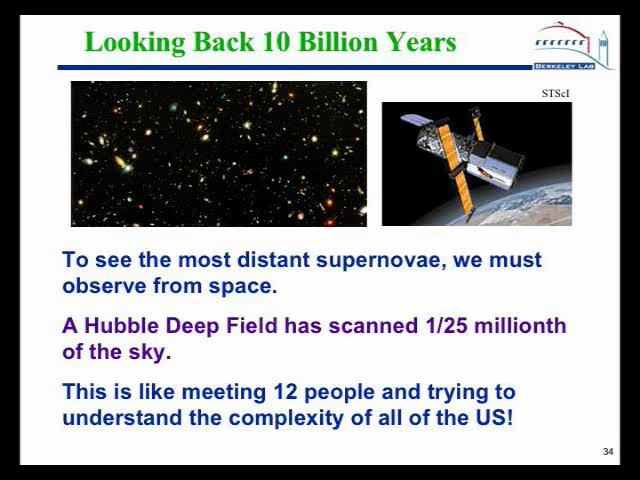 Looking Back 10 Billion Years
BERKELEY LAB
STScI
To see the most distant supernovae, we must
observe from space.
A Hubble Deep Field has scanned 1/25 millionth
of the sky.
This is like meeting 12 people and trying to
understand the complexity of all of the US!
34